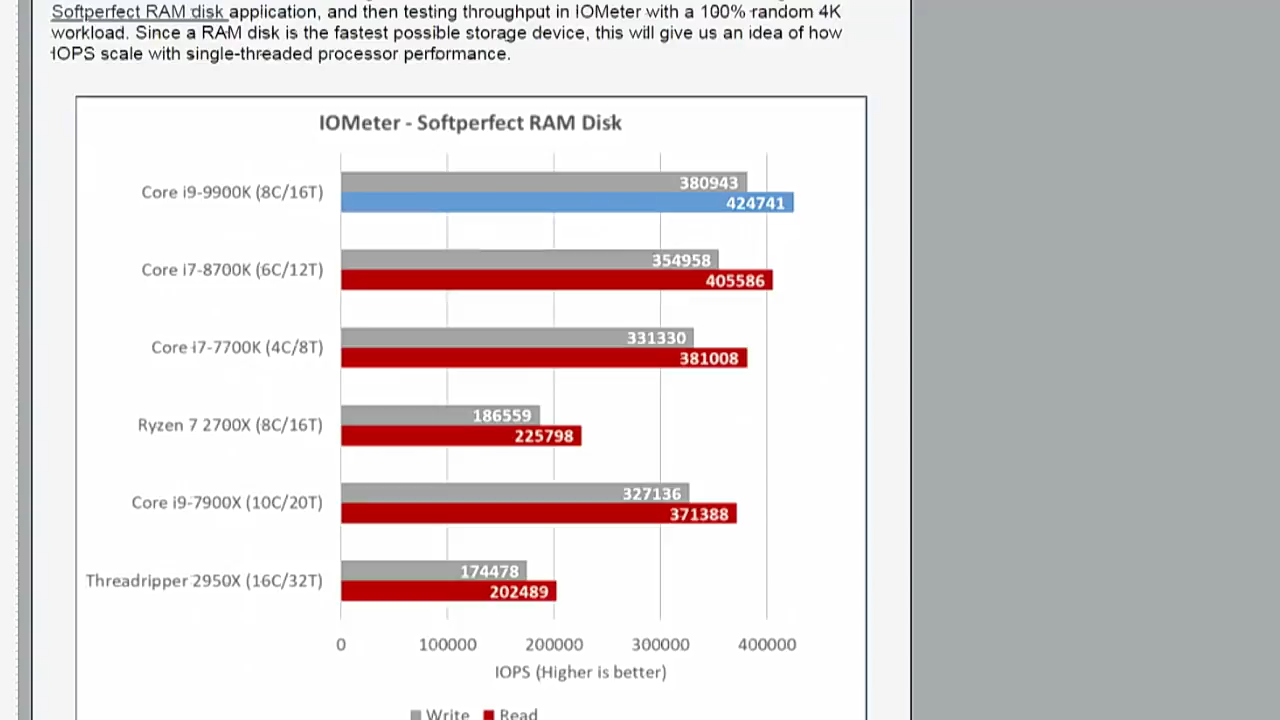 Softperfect RAM disk application, and then testing throughput in IOMeter with a 100% random 4K
workload. Since a RAM disk is the fastest possible storage device, this will give us an idea of how
IOPS scale with single-threaded processor performance.
IOMeter - Softperfect RAM Disk
Core i9-9900K (8C/16T)
380943
424741
Core i7-8700K (6C/12T)
354958
405586
Core i7-7700K (4C/8T)
331330
381008
Ryzen 7 2700X (8C/16T)
186559
225798
Core i9-7900X (10C/20T)
327136
371388
Threadripper 2950X (16C/32T)
174478
202489
0 100000 200000 300000 400000
IOPS (Higher is better)
Write Read